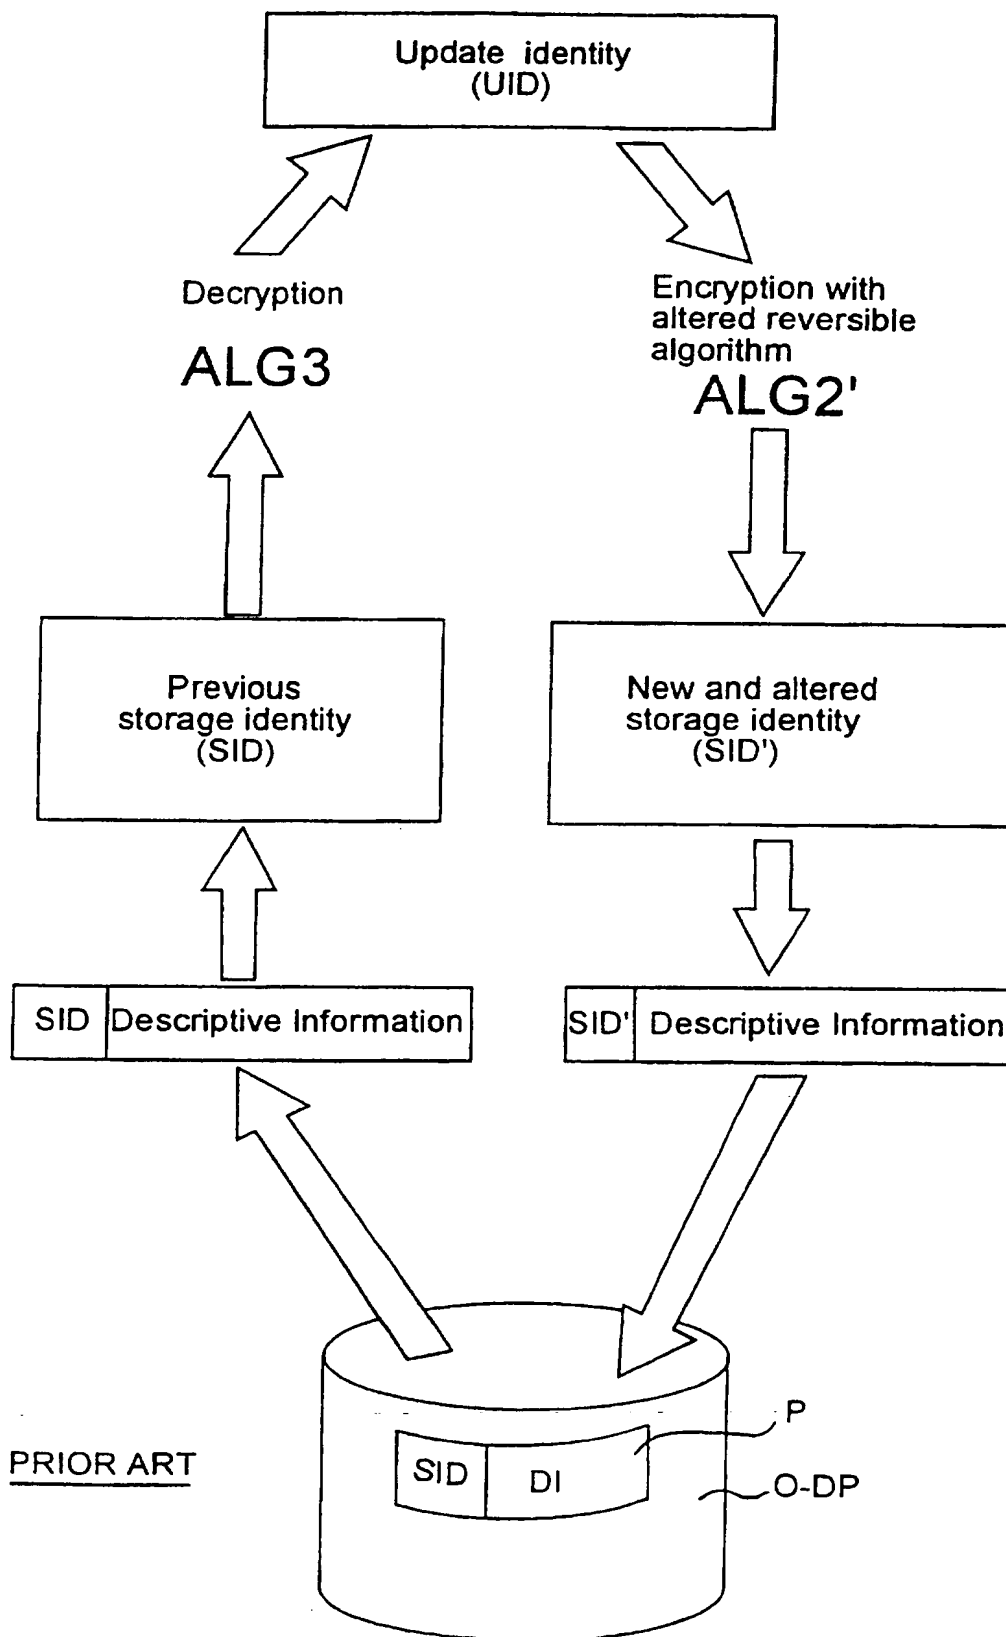 Update identity
(UID)
Decryption
ALG3
Encryption with
altered reversible
algorithm
ALG2'
Previous
storage identity
(SID)
New and altered
storage identity
(SID')
SID Descriptive Information
SID' Descriptive Information
P
SID DI
O-DP
PRIOR ART